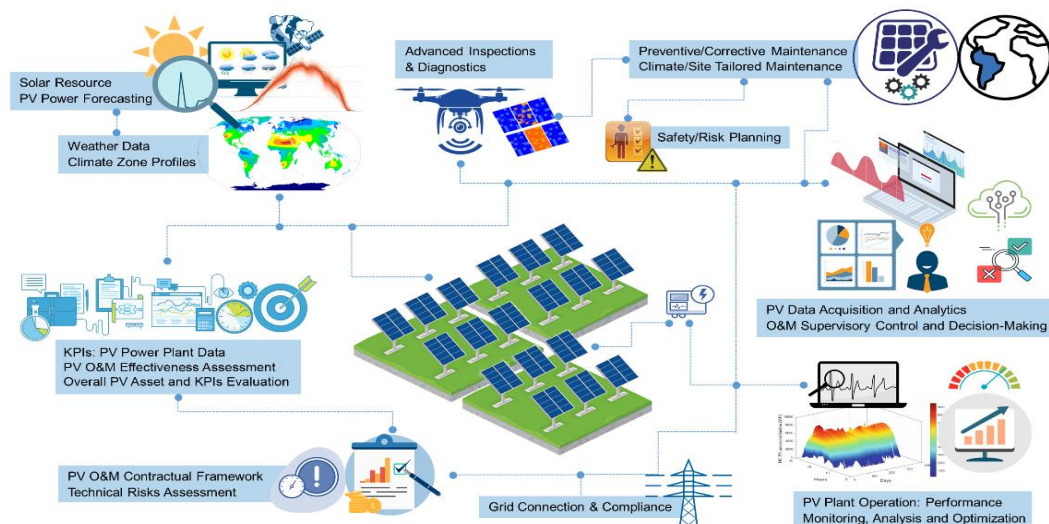 Solar Resource
PV Power Forecasting
Weather Data
Climate Zone Profiles
Advanced Inspections
& Diagnostics
Preventive/Corrective Maintenance
Climate/Site Tailored Maintenance
Safety/Risk Planning
PV Data Acquisition and Analytics
O&M Supervisory Control and Decision-Making
KPIs: PV Power Plant Data
PV O&M Effectiveness Assessment
Overall PV Asset and KPIs Evaluation
PV O&M Contractual Framework
Technical Risks Assessment
Grid Connection & Compliance
Hours
Days
PV Plant Operation: Performance
Monitoring, Analysis and Optimization